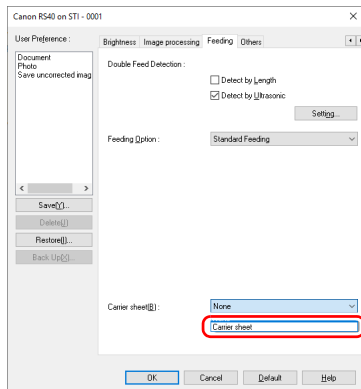 Canon RS40 on STI - 0001
User Preference :
Document
Photo
Save uncorrected imag
Save(Y)...
Delete(J)
Restore(I)...
Back Up(X)...
Brightness Image processing Feeding Others
Double Feed Detection :
Detect by Length
Detect by Ultrasonic
Setting...
Feeding Option :
Standard Feeding
Carrier sheet(B) :
None
Carrier sheet
OK Cancel Default Help